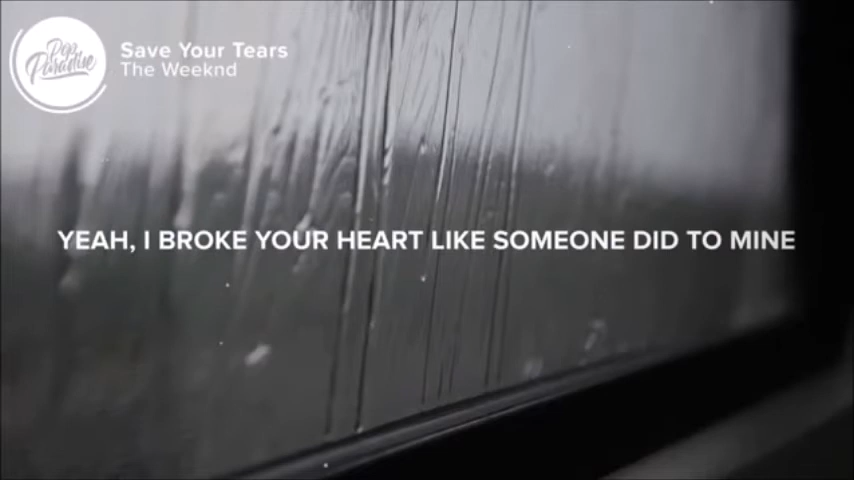 Pop
Paradise
Save Your Tears
The Weeknd
YEAH, I BROKE YOUR HEART LIKE SOMEONE DID TO MINE